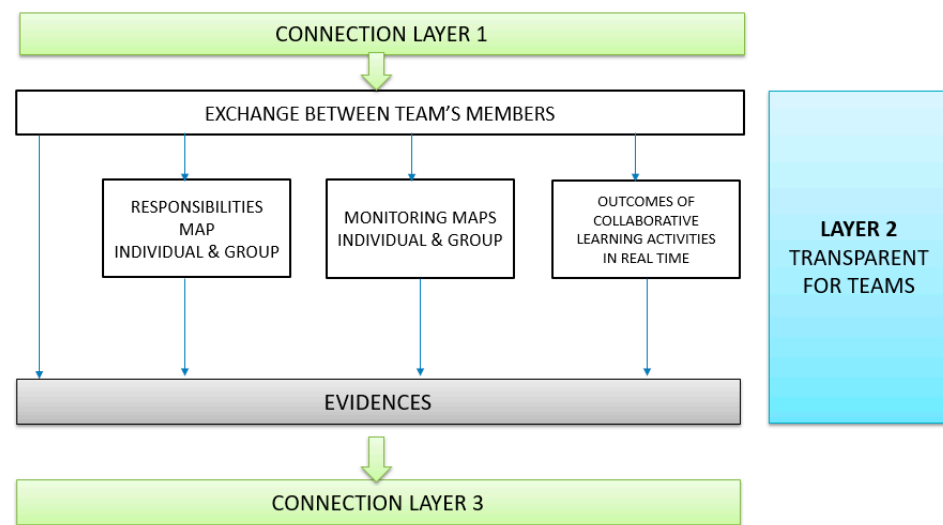 CONNECTION LAYER 1
EXCHANGE BETWEEN TEAM'S MEMBERS
RESPONSIBILITIES
MAP
INDIVIDUAL & GROUP
MONITORING MAPS
INDIVIDUAL & GROUP
OUTCOMES OF
COLLABORATIVE
LEARNING ACTIVITIES
IN REAL TIME
LAYER 2
TRANSPARENT
FOR TEAMS
EVIDENCES
CONNECTION LAYER 3